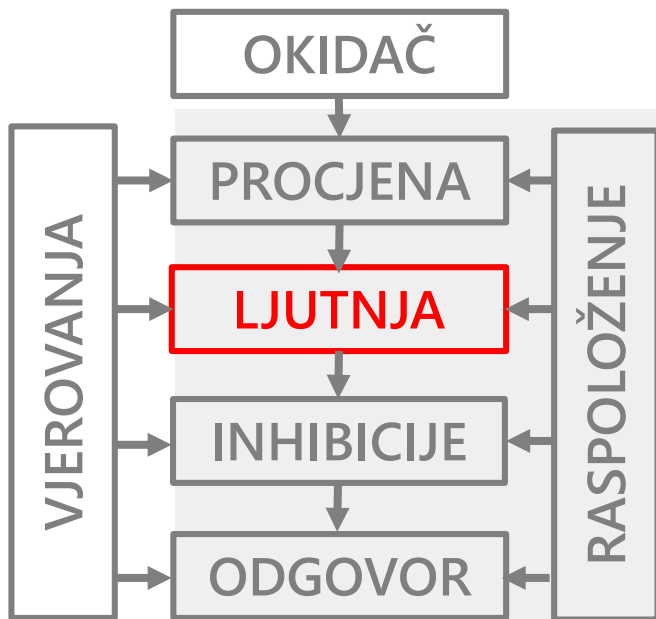 OKIDAČ
PROCJENA
LJUTNJA
INHIBICIJE
ODGOVOR
VJEROVANJA
RASPOLOŽENJE